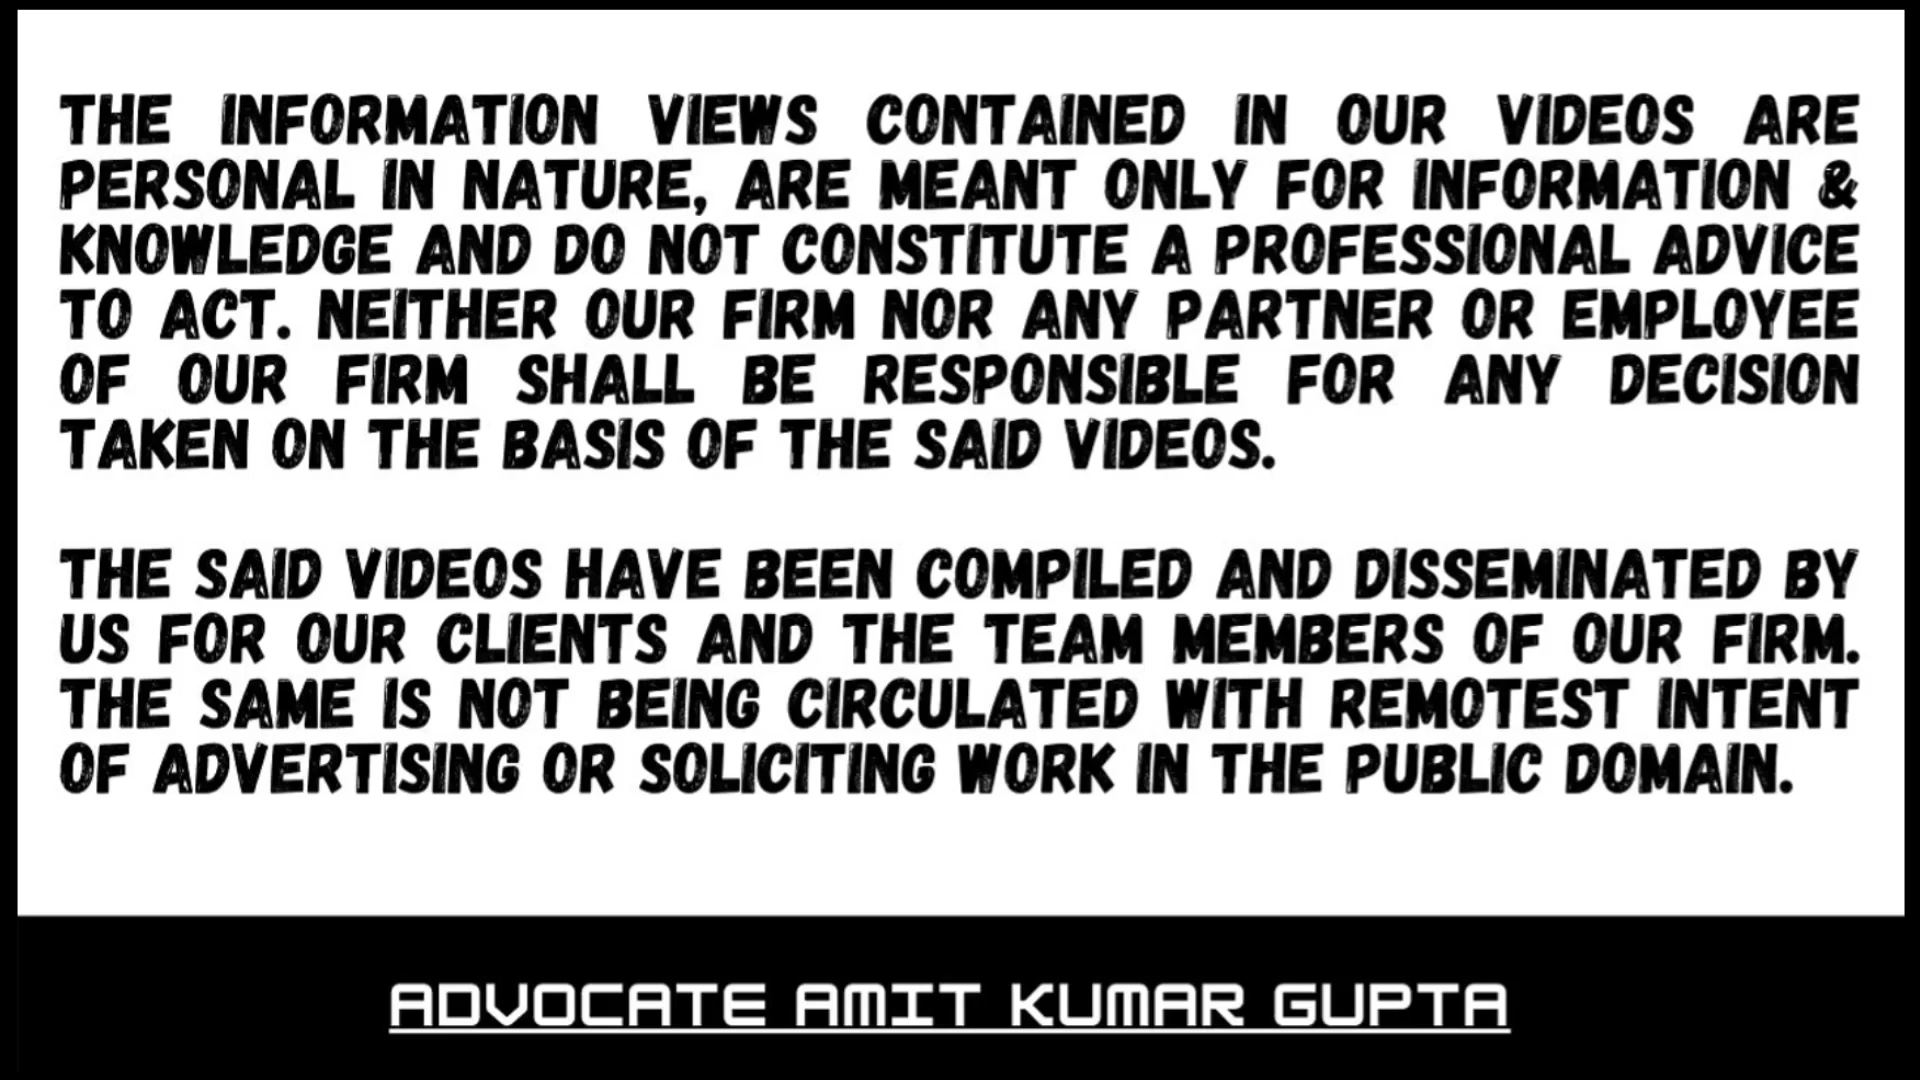 THE INFORMATION VIEWS CONTAINED IN OUR VIDEOS ARE
PERSONAL IN NATURE, ARE MEANT ONLY FOR INFORMATION &
KNOWLEDGE AND DO NOT CONSTITUTE A PROFESSIONAL ADVICE
TO ACT. NEITHER OUR FIRM NOR ANY PARTNER OR EMPLOYEE
OF OUR FIRM SHALL BE RESPONSIBLE FOR ANY DECISION
TAKEN ON THE BASIS OF THE SAID VIDEOS.
THE SAID VIDEOS HAVE BEEN COMPILED AND DISSEMINATED BY
US FOR OUR CLIENTS AND THE TEAM MEMBERS OF OUR FIRM.
THE SAME IS NOT BEING CIRCULATED WITH REMOTEST INTENT
OF ADVERTISING OR SOLICITING WORK IN THE PUBLIC DOMAIN.
ADVOCATE AMIT KUMAR GUPTA